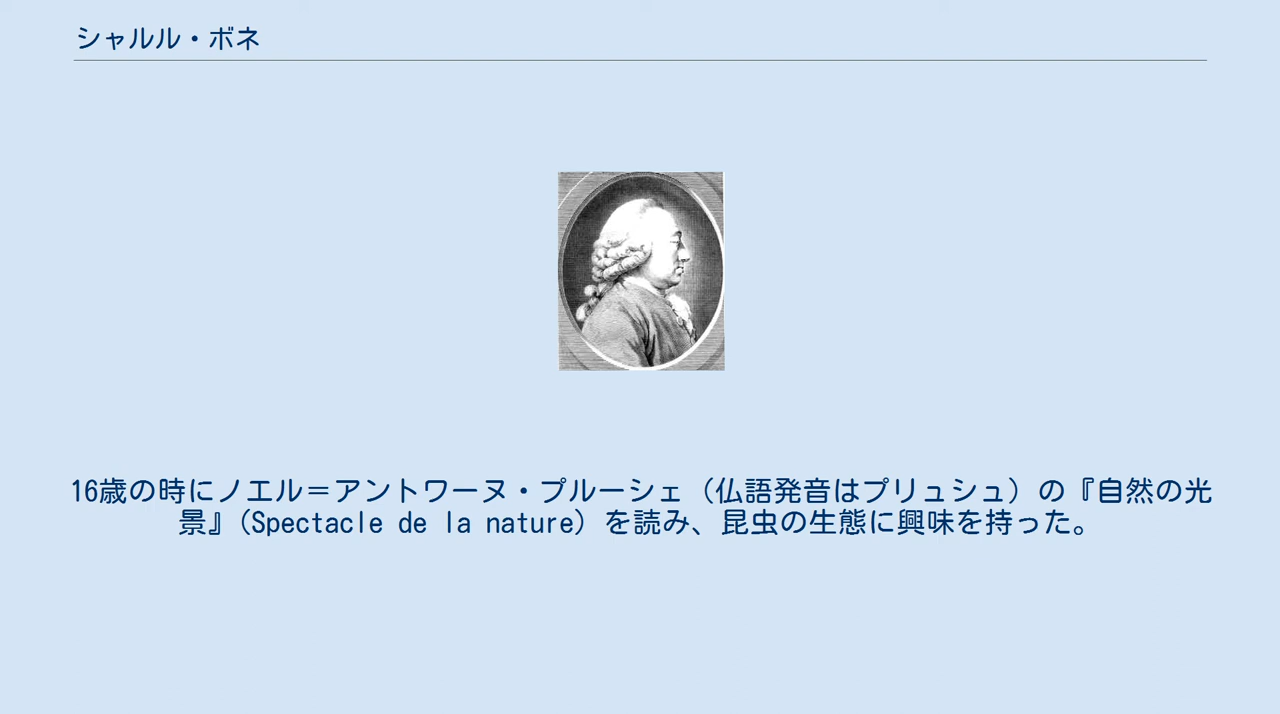 シャルル・ボネ
16歳の時にノエル＝アントワーヌ・プルーシェ（仏語発音はプリュシュ）の『自然の光
景』（Spectacle de la nature）を読み、昆虫の生態に興味を持った。